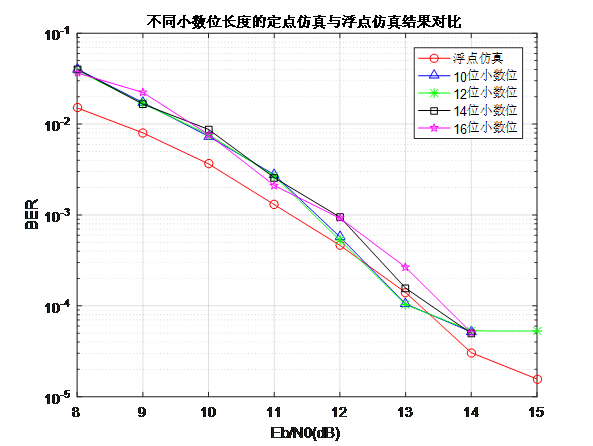 不同小数位长度的定点仿真与浮点仿真结果对比
浮点仿真
10位小数位
12位小数位
14位小数位
16位小数位
BER
10-1
10-2
10-3
10-4
10-5
8 9 10 11 12 13 14 15
Eb/N0(dB)